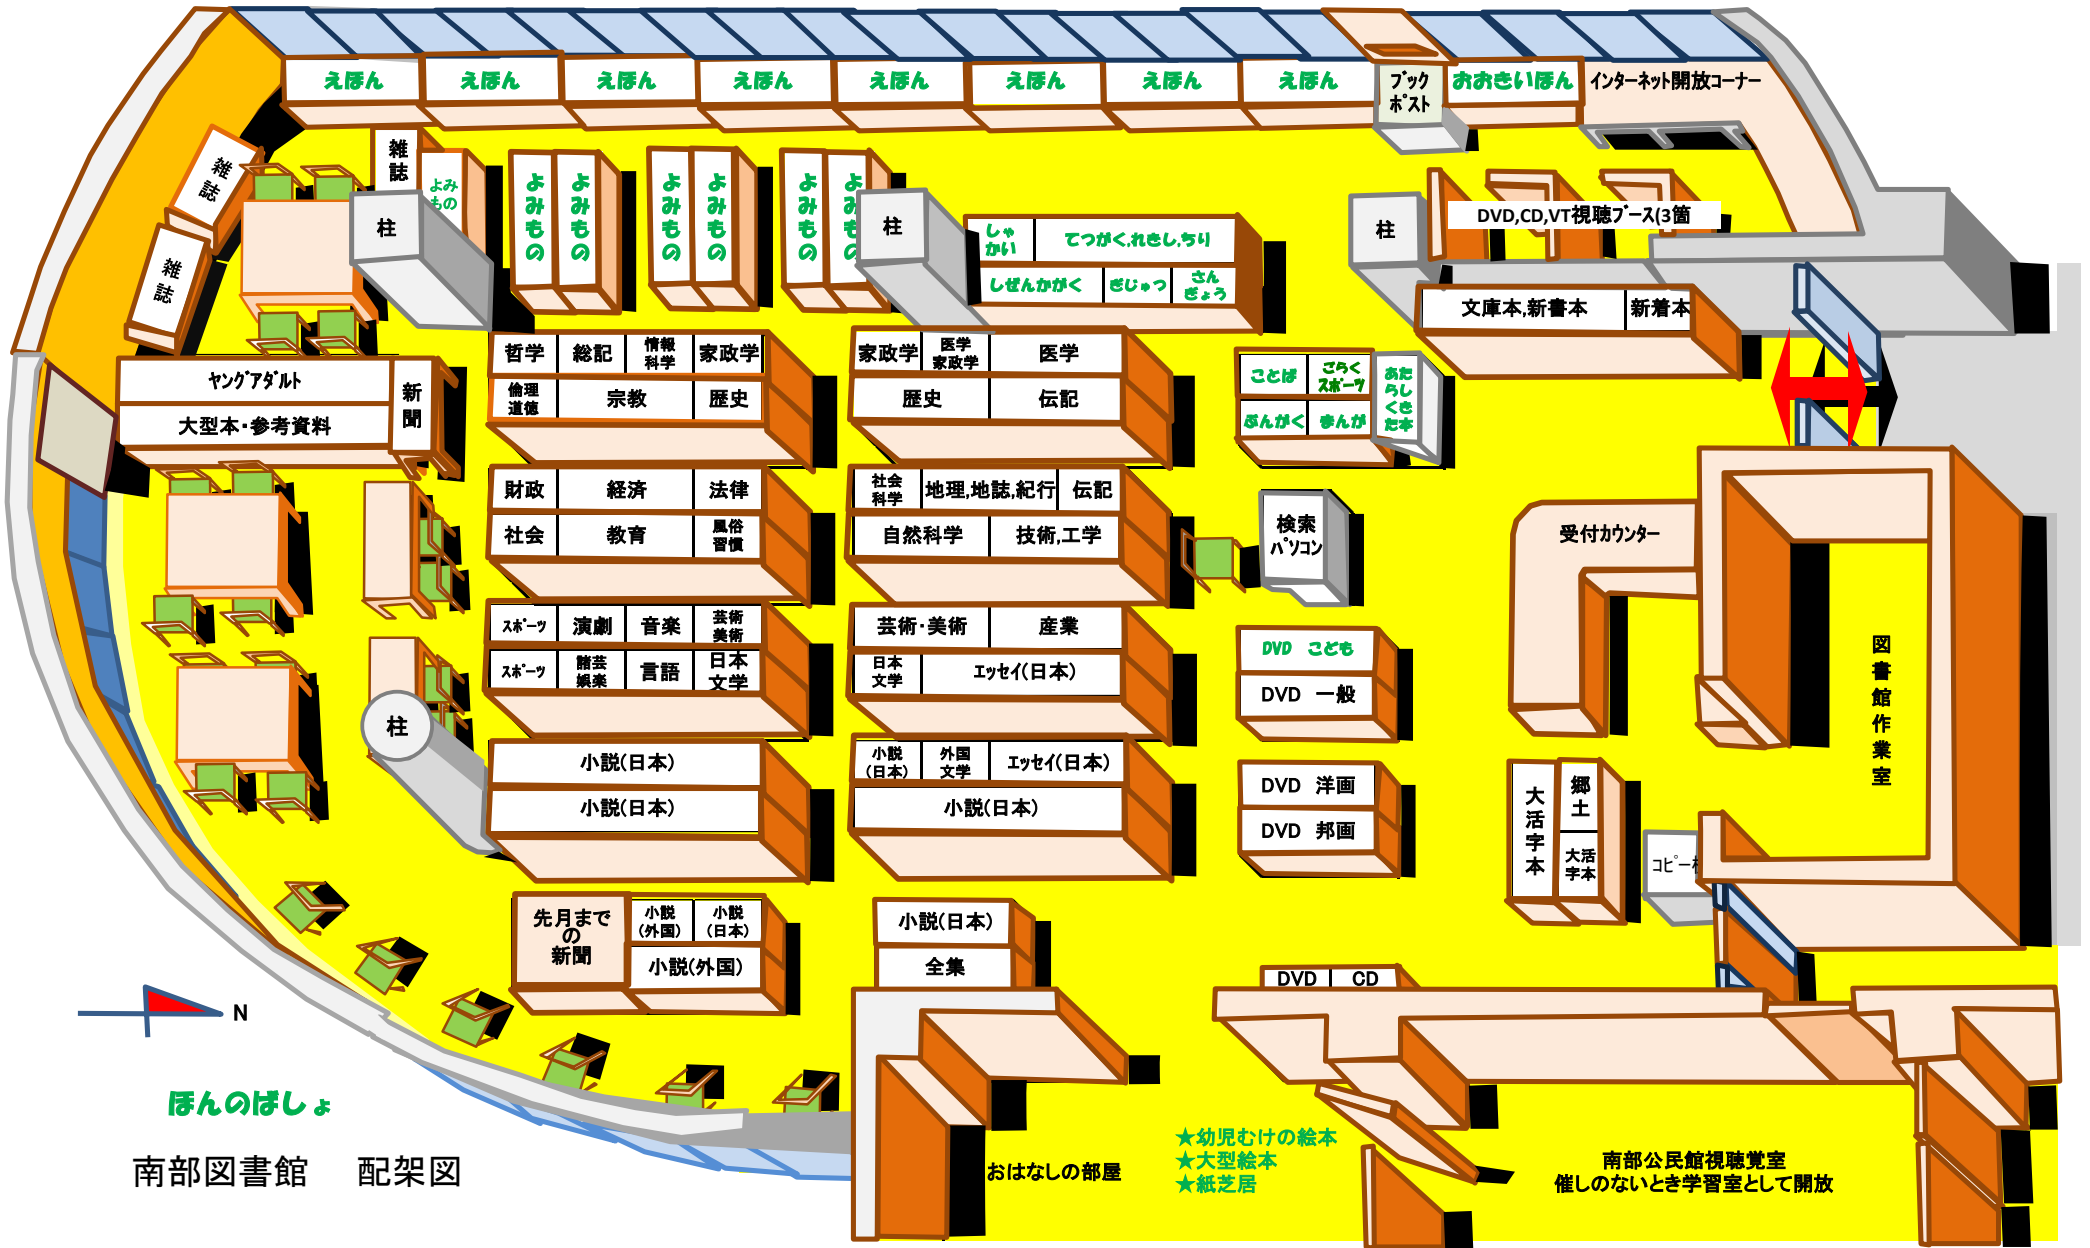 えほん
えほん
えほん
えほん
えほん
えほん
えほん
えほん
ブック
ポスト
おおきいほん
インターネット開放コーナー
雑誌
雑誌
雑誌
よみ
もの
よみもの
よみもの
よみもの
よみもの
よみもの
よみもの
柱
柱
柱
しゃ
かい
てつがく,れきし,ちり
しぜんかがく
ぎじゅつ
さん
ぎょう
DVD,CD,VT視聴ブース(3箇
文庫本,新書本
新着本
ヤングアダルト
大型本・参考資料
新聞
哲学
総記
情報
科学
家政学
倫理
道徳
宗教
歴史
家政学
医学
家政学
医学
歴史
伝記
ことば
ごらく
スポーツ
ぶんがく
まんが
あた
らし
くき
た本
財政
経済
法律
社会
教育
風俗
習慣
社会
科学
地理,地誌,紀行
伝記
自然科学
技術,工学
検索
パソコン
受付カウンター
スポーツ
演劇
音楽
芸術
美術
スポーツ
諸芸
娯楽
言語
日本
文学
芸術・美術
産業
日本
文学
エッセイ(日本)
DVD こども
DVD 一般
図書館作業室
柱
小説(日本)
小説(日本)
小説
(日本)
外国
文学
エッセイ(日本)
小説(日本)
DVD 洋画
DVD 邦画
大活字本
郷土
大活
字本
コピー機
先月まで
の
新聞
小説
(外国)
小説
(日本)
小説(外国)
小説(日本)
全集
DVD
CD
N
ほんのばしょ
南部図書館 配架図
おはなしの部屋
★幼児むけの絵本
★大型絵本
★紙芝居
南部公民館視聴覚室
催しのないとき学習室として開放